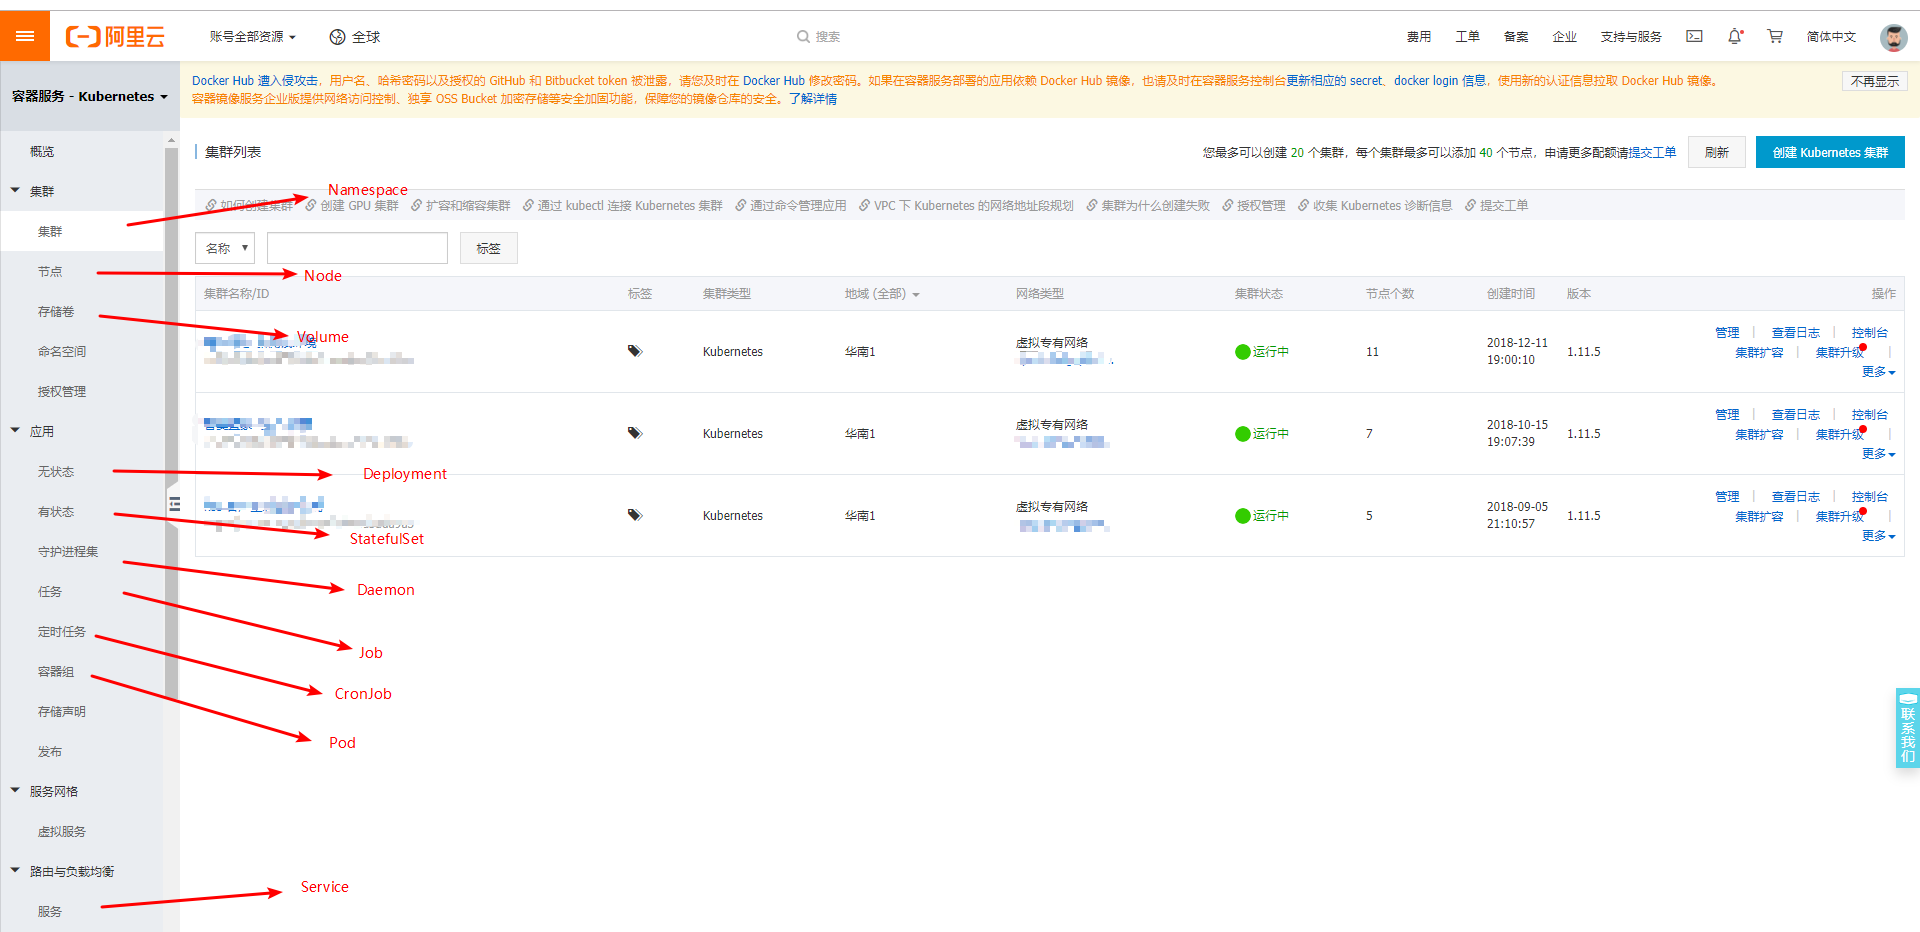 阿里云
账号全部资源
全球
搜索
费用
工单
备案
企业
支持与服务
简体中文
容器服务 - Kubernetes
Docker Hub 遭入侵攻击，用户名、哈希密码以及授权的 GitHub 和 Bitbucket token 被泄露，请您及时在 Docker Hub 修改密码。如果在容器服务部署的应用依赖 Docker Hub 镜像，也请及时在容器服务控制台更新相应的 secret、docker login 信息，使用新的认证信息拉取 Docker Hub 镜像。
容器镜像服务企业版提供网络访问控制、独享 OSS Bucket 加密存储等安全加固功能，保障您的镜像仓库的安全。了解详情
不再显示
概览
集群
集群
节点
存储卷
命名空间
授权管理
应用
无状态
有状态
守护进程集
任务
定时任务
容器组
存储声明
发布
服务网格
虚拟服务
路由与负载均衡
服务
集群列表
您最多可以创建 20 个集群，每个集群最多可以添加 40 个节点，申请更多配额请提交工单
刷新
创建 Kubernetes 集群
Namespace
如何创建集群
创建 GPU 集群
扩容和缩容集群
通过 kubectl 连接 Kubernetes 集群
通过命令管理应用
VPC 下 Kubernetes 的网络地址段规划
集群为什么创建失败
授权管理
收集 Kubernetes 诊断信息
提交工单
名称
标签
Node
集群名称/ID 标签 集群类型 地域 (全部) 网络类型 集群状态 节点个数 创建时间 版本 操作
Volume
Kubernetes 华南1 虚拟专有网络 运行中 11 2018-12-11 19:00:10 1.11.5
管理 查看日志 控制台
集群扩容 集群升级
更多
Kubernetes 华南1 虚拟专有网络 运行中 7 2018-10-15 19:07:39 1.11.5
管理 查看日志 控制台
集群扩容 集群升级
更多
Deployment
Kubernetes 华南1 虚拟专有网络 运行中 5 2018-09-05 21:10:57 1.11.5
管理 查看日志 控制台
集群扩容 集群升级
更多
StatefulSet
Daemon
Job
CronJob
Pod
Service
联系我们